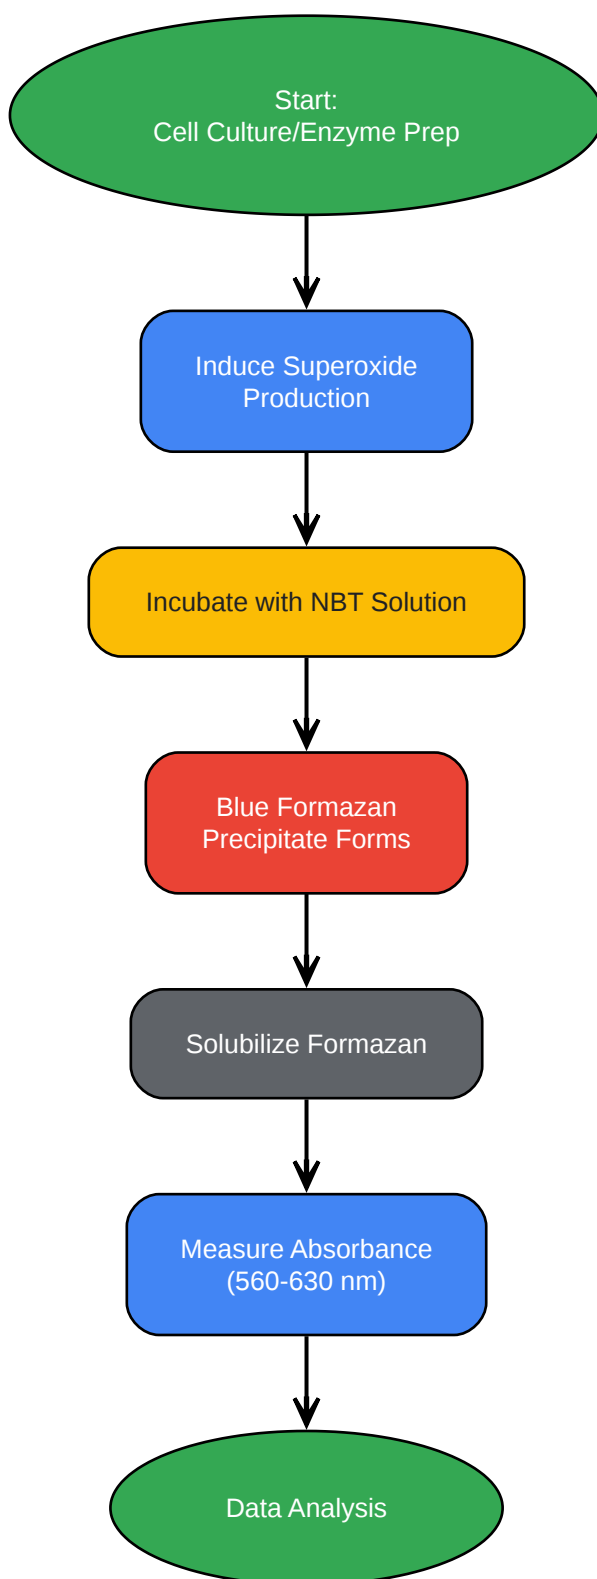 Start:
Cell Culture/Enzyme Prep
Induce Superoxide
Production
Incubate with NBT Solution
Blue Formazan
Precipitate Forms
Solubilize Formazan
Measure Absorbance
(560-630 nm)
Data Analysis